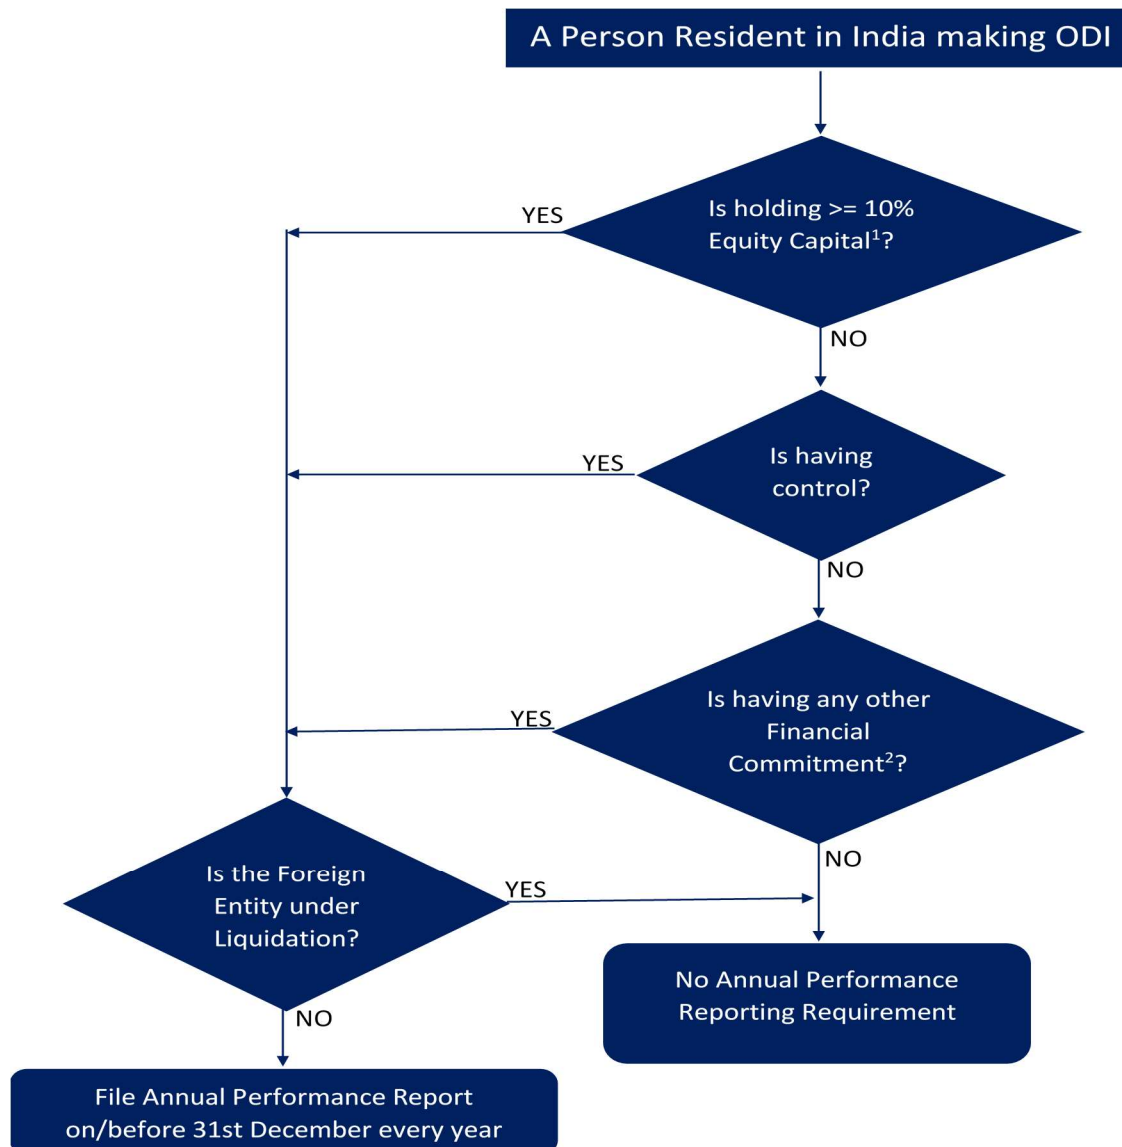 A Person Resident in India making ODI
Is holding >= 10%
Equity Capital¹?
YES
NO
Is having
control?
YES
NO
Is having any other
Financial
Commitment²?
YES
NO
Is the Foreign
Entity under
Liquidation?
YES
NO
No Annual Performance
Reporting Requirement
File Annual Performance Report
on/before 31st December every year